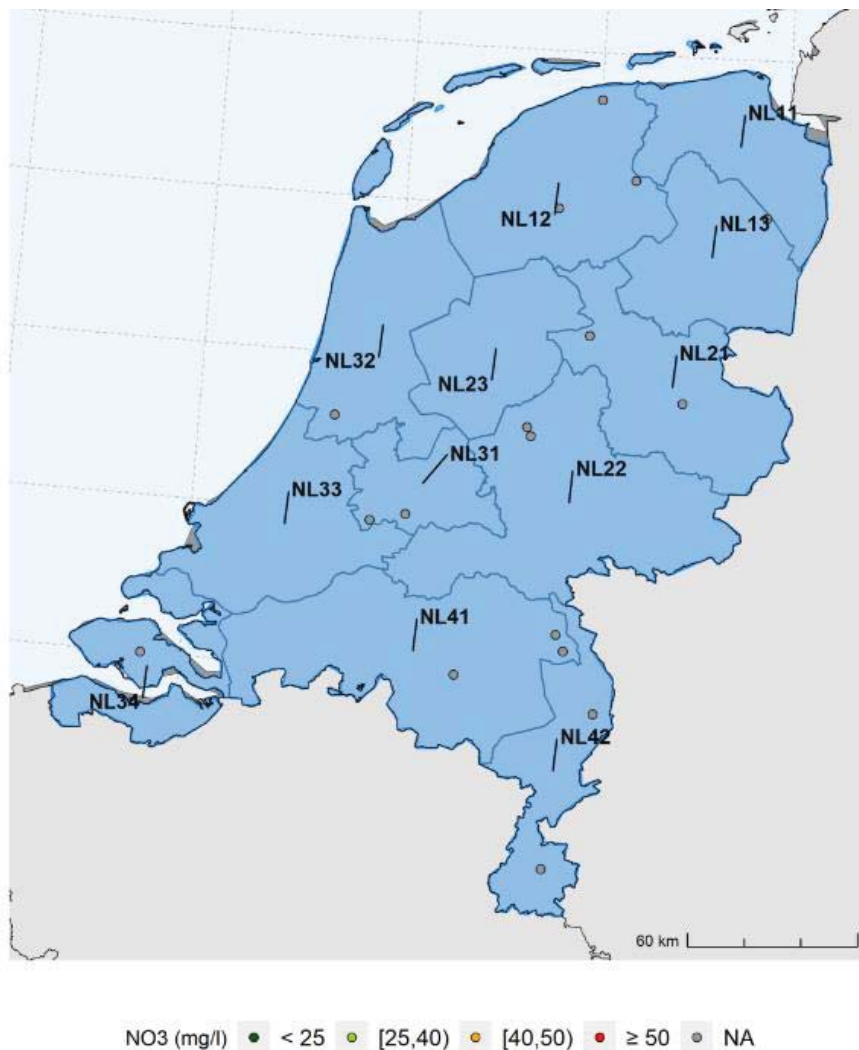 NL11
NL12
NL13
NL32
NL23
NL21
NL31
NL22
NL33
NL41
NL34
NL42
60 km
NO3 (mg/l) < 25 [25,40) [40,50) ≥ 50 NA